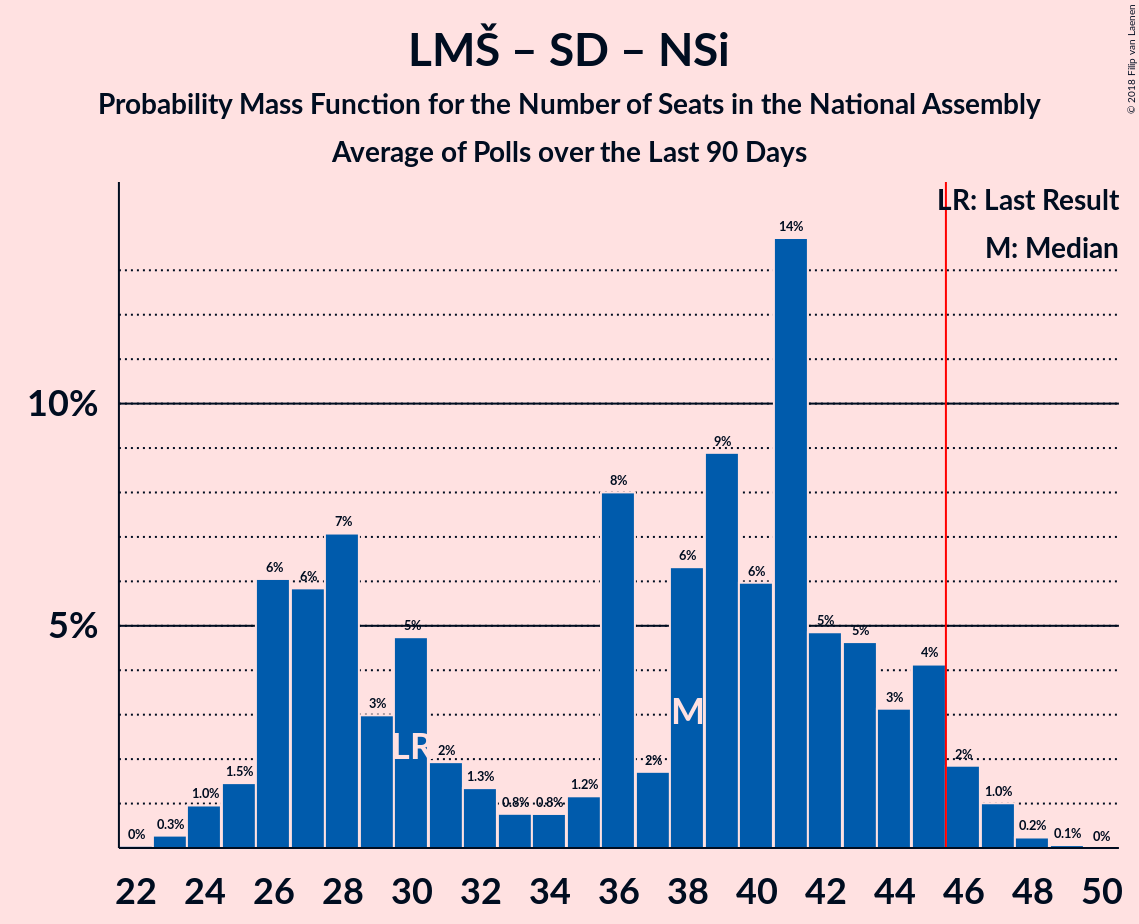 LMŠ – SD – NSi
Probability Mass Function for the Number of Seats in the National Assembly
Average of Polls over the Last 90 Days
© 2018 Filip van Laenen
LR: Last Result
M: Median
10%
5%
0% 0.3% 1.0% 1.5% 6% 6% 7% 3% 5% 2% 1.3% 0.8% 0.8% 1.2% 8% 2% 6% 9% 6% 14% 5% 5% 3% 4% 2% 1.0% 0.2% 0.1% 0%
LR
M
22 24 26 28 30 32 34 36 38 40 42 44 46 48 50